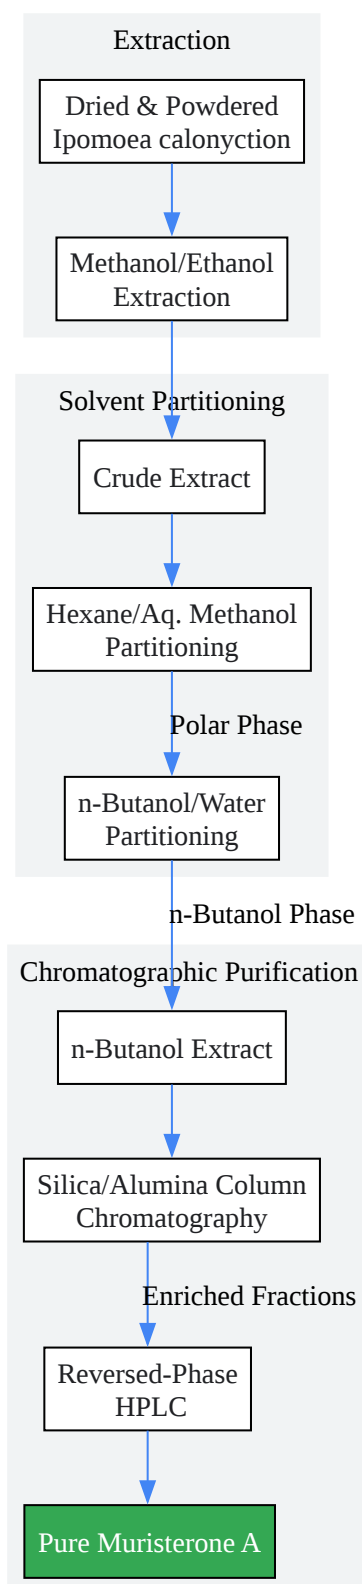 Extraction
Dried & Powdered
Ipomoea calonyction
Methanol/Ethanol
Extraction
Solvent Partitioning
Crude Extract
Hexane/Aq. Methanol
Partitioning
Polar Phase
n-Butanol/Water
Partitioning
n-Butanol Phase
Chromatographic Purification
n-Butanol Extract
Silica/Alumina Column
Chromatography
Enriched Fractions
Reversed-Phase
HPLC
Pure Muristerone A